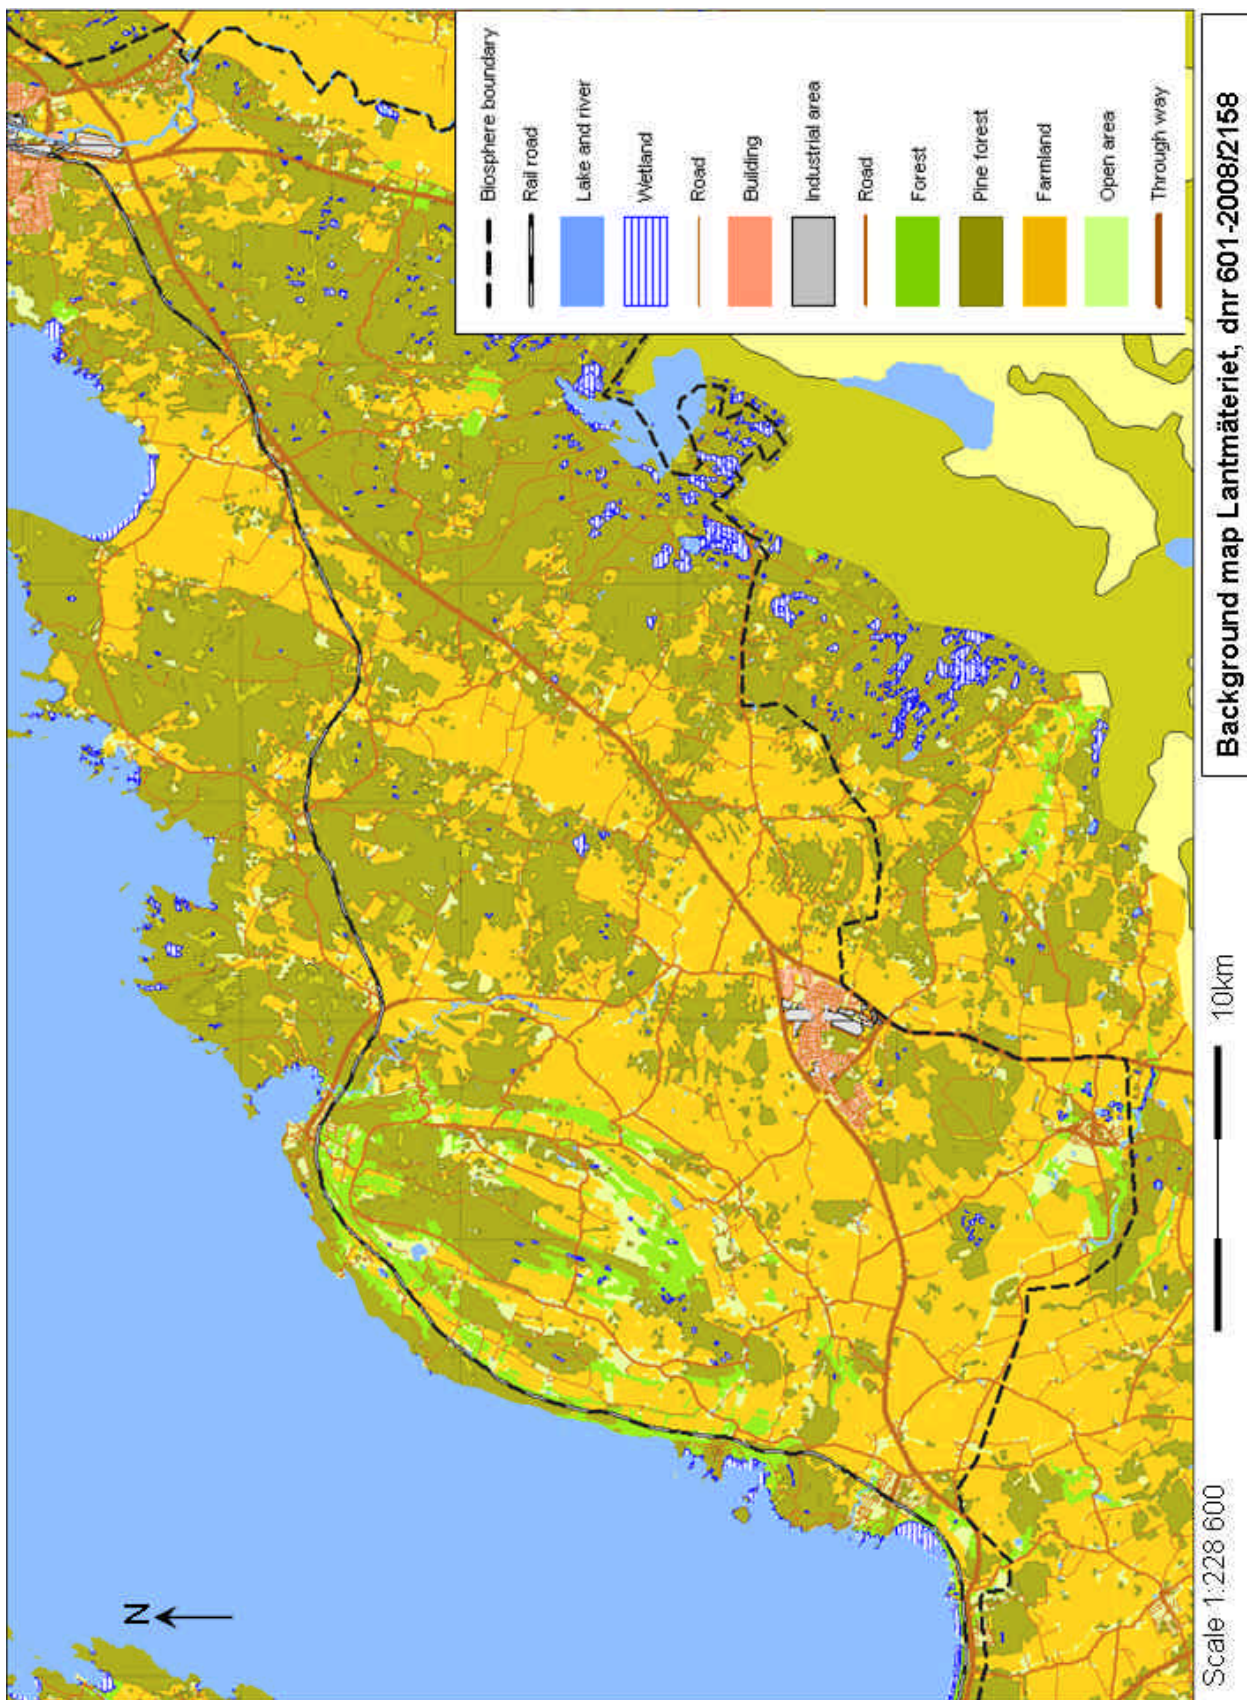 N
Biosphere boundary
Rail road
Lake and river
Wetland
Road
Building
Industrial area
Road
Forest
Pine forest
Farmland
Open area
Through way
Scale 1:228 600
10km
Background map Lantmäteriet, dnr 601-2008/2158